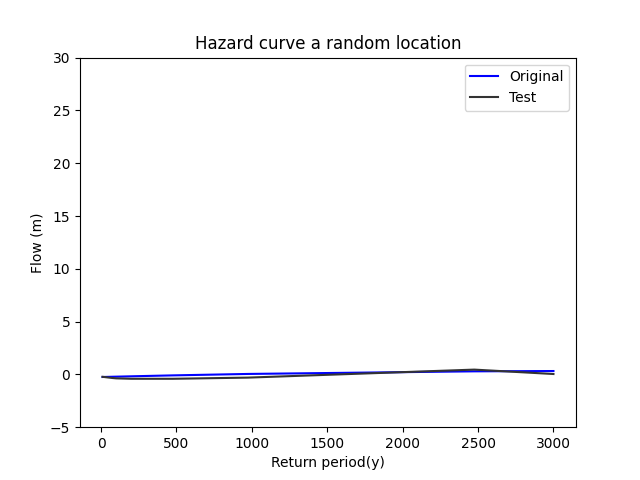 Hazard curve a random location
30
25
20
15
10
5
0
−5
Flow (m)
Original
Test
0 500 1000 1500 2000 2500 3000
Return period(y)